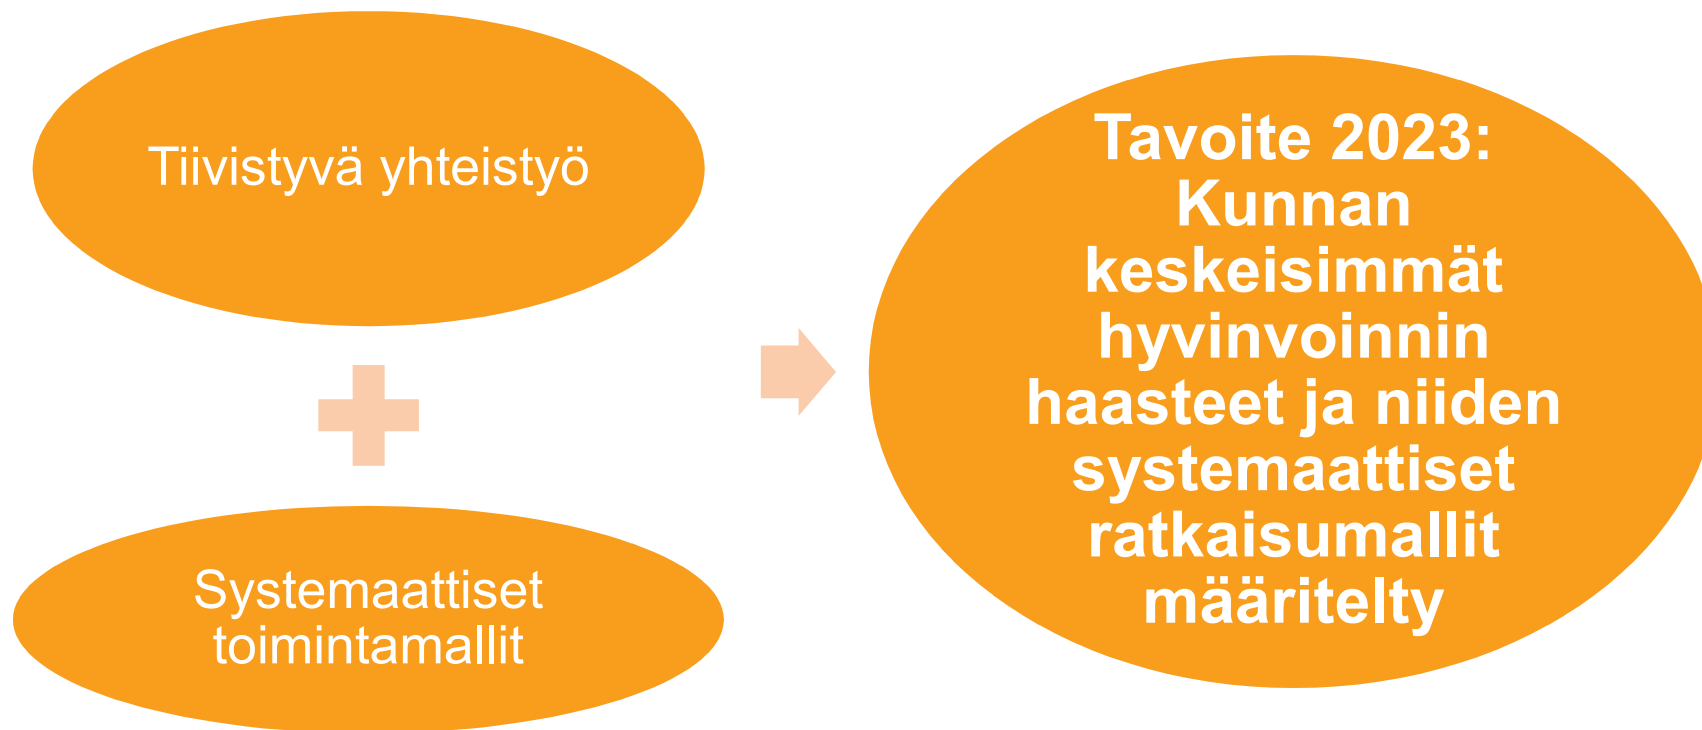 Tiivistyvä yhteistyö
Systemaattiset
toimintamallit
Tavoite 2023:
Kunnan
keskeisimmät
hyvinvoinnin
haasteet ja niiden
systemaattiset
ratkaisumallit
määritelty